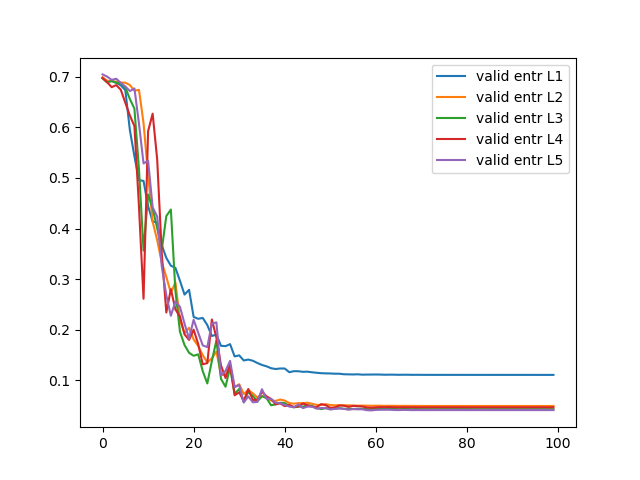 0.7
0.6
0.5
0.4
0.3
0.2
0.1
0
20
40
60
80
100
valid entr L1
valid entr L2
valid entr L3
valid entr L4
valid entr L5